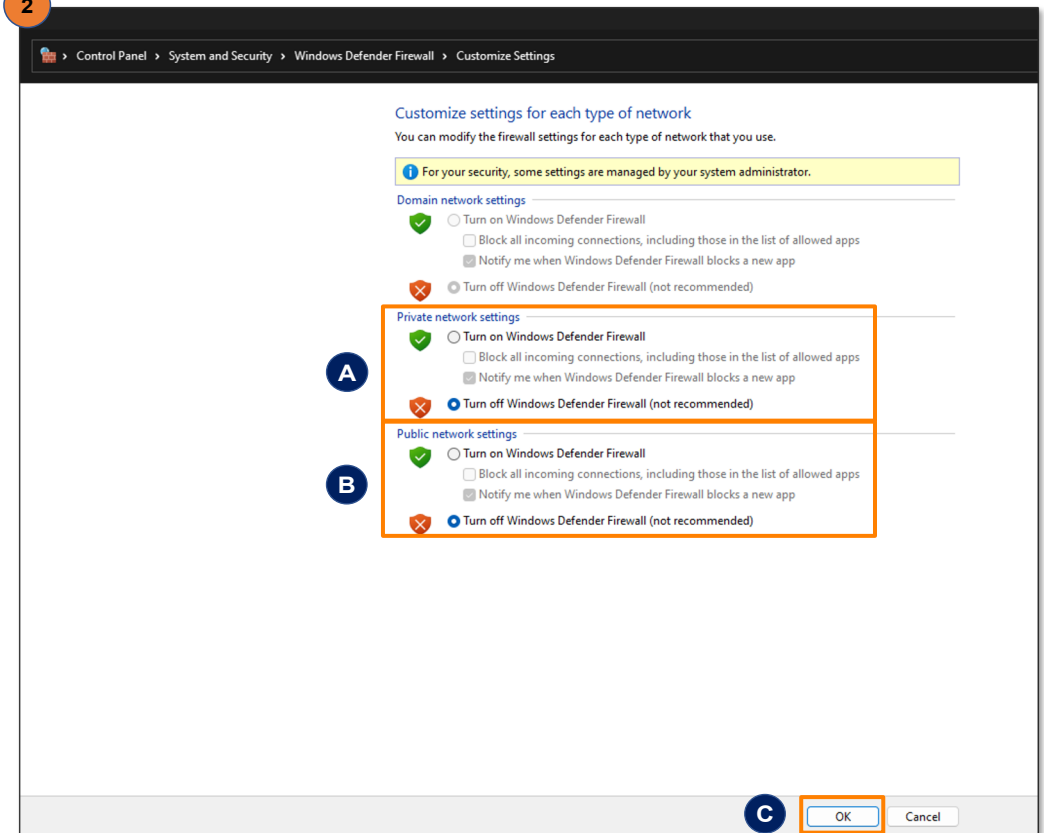 2
Control Panel > System and Security > Windows Defender Firewall > Customize Settings
Customize settings for each type of network
You can modify the firewall settings for each type of network that you use.
For your security, some settings are managed by your system administrator.
Domain network settings
Turn on Windows Defender Firewall
Block all incoming connections, including those in the list of allowed apps
Notify me when Windows Defender Firewall blocks a new app
Turn off Windows Defender Firewall (not recommended)
Private network settings
Turn on Windows Defender Firewall
Block all incoming connections, including those in the list of allowed apps
A
Notify me when Windows Defender Firewall blocks a new app
Turn off Windows Defender Firewall (not recommended)
Public network settings
Turn on Windows Defender Firewall
Block all incoming connections, including those in the list of allowed apps
B
Notify me when Windows Defender Firewall blocks a new app
Turn off Windows Defender Firewall (not recommended)
C OK Cancel